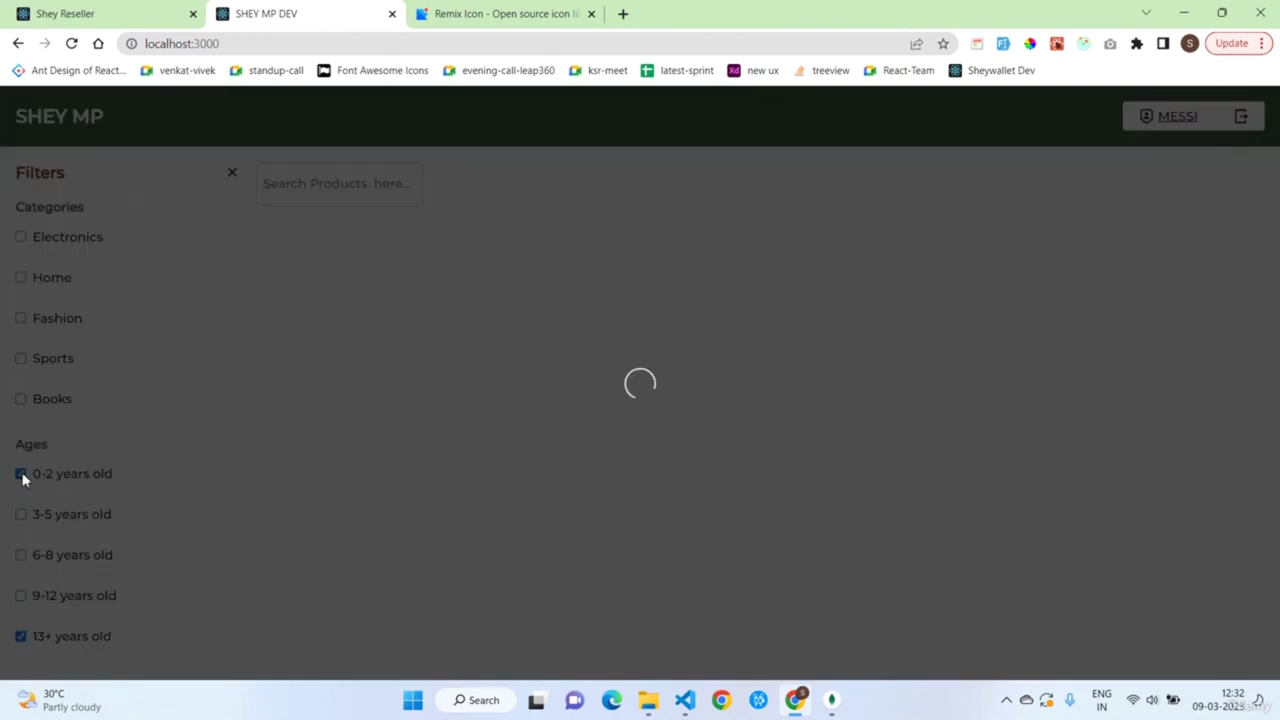 Shey Reseller
SHEY MP DEV
Remix Icon - Open source icon li
localhost:3000
S
Update
Ant Design of React...
venkat-vivek
standup-call
Font Awesome Icons
evening-call-leap360
ksr-meet
latest-sprint
Xd
new ux
treeview
React-Team
Sheywallet Dev
SHEY MP
MESSI
Filters
Search Products here...
Categories
Electronics
Home
Fashion
Sports
Books
Ages
0-2 years old
3-5 years old
6-8 years old
9-12 years old
13+ years old
30°C
Partly cloudy
Search
ENG
IN
12:32
09-03-2023